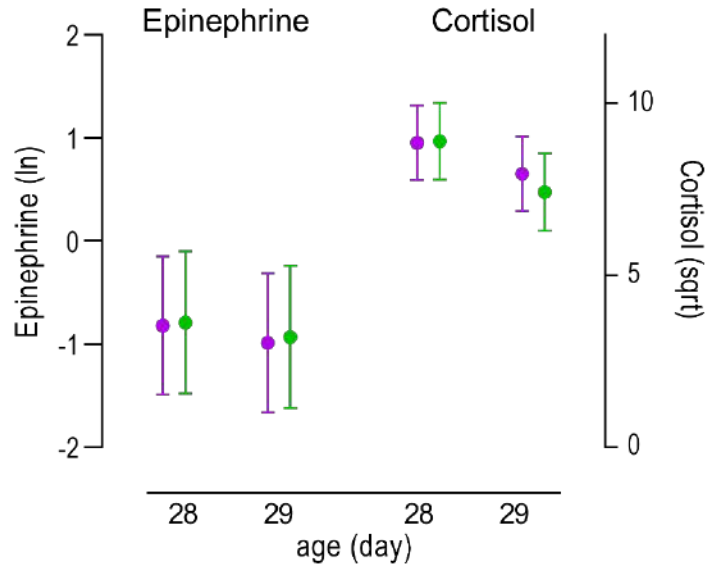 Epinephrine Cortisol
2
1
0
-1
-2
Epinephrine (ln)
10
5
0
Cortisol (sqrt)
28 29 28 29
age (day)